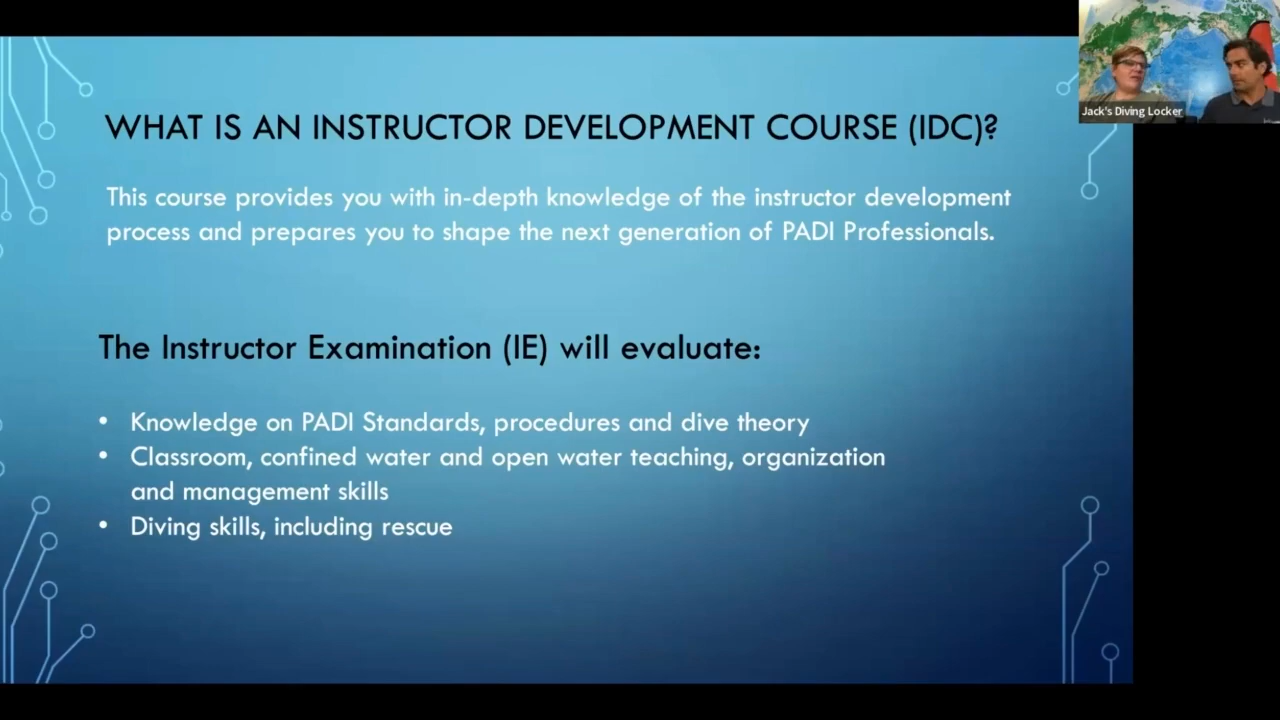 WHAT IS AN INSTRUCTOR DEVELOPMENT COURSE (IDC)?
This course provides you with in-depth knowledge of the instructor development
process and prepares you to shape the next generation of PADI Professionals.
The Instructor Examination (IE) will evaluate:
• Knowledge on PADI Standards, procedures and dive theory
• Classroom, confined water and open water teaching, organization
and management skills
• Diving skills, including rescue
Jack's Diving Locker